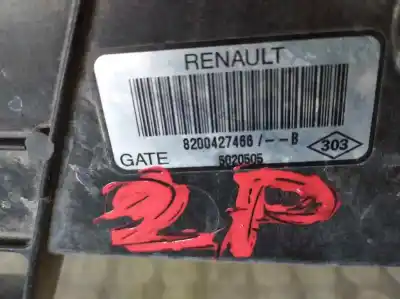 RENAULT
8200427466/--B
303
GATE
5020505
2P